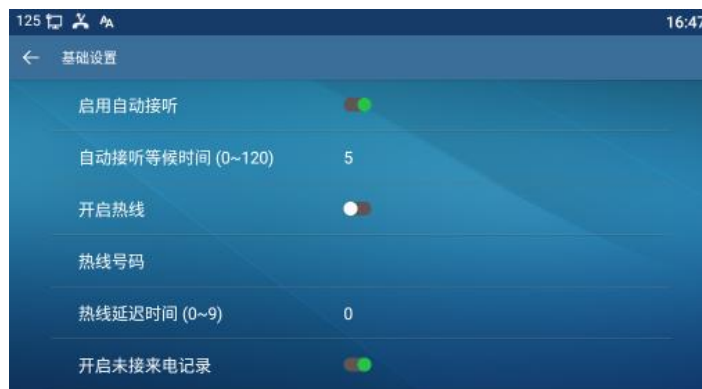 125 16:47
基础设置
启用自动接听
自动接听等候时间 (0~120) 5
开启热线
热线号码
热线延迟时间 (0~9) 0
开启未接来电记录